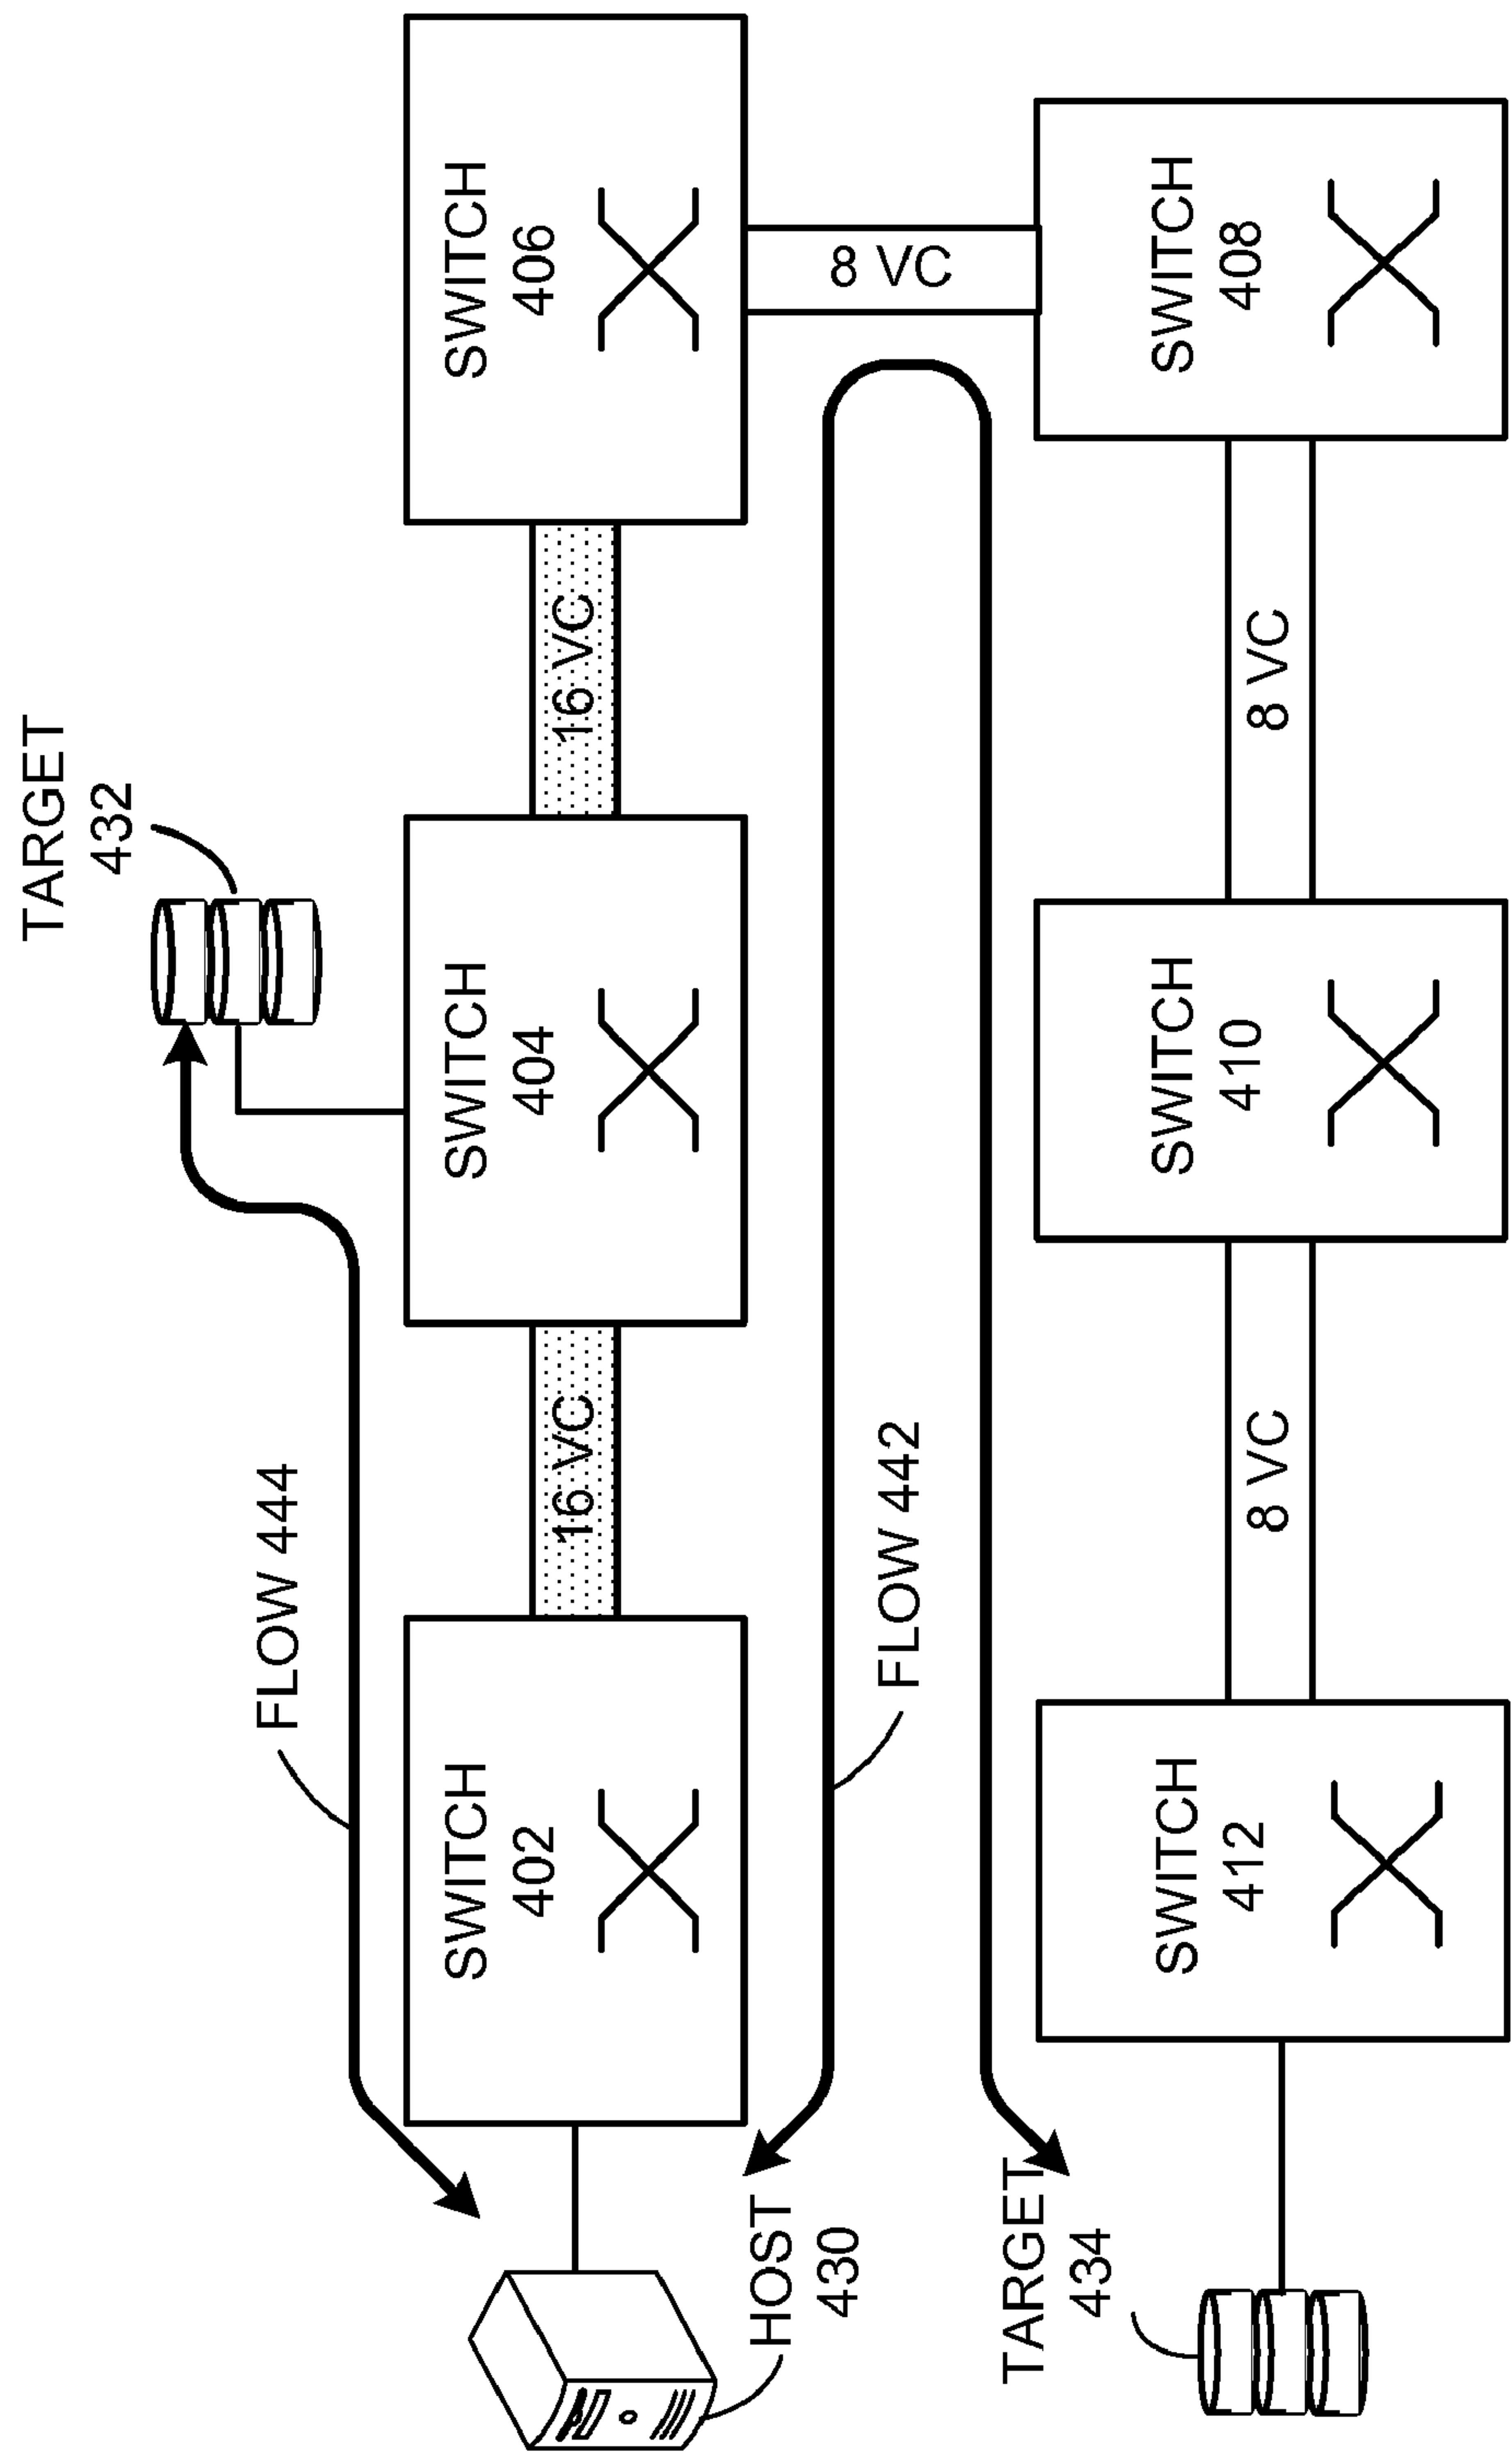 TARGET
432
FLOW 444
SWITCH
402
16 VC
SWITCH
404
16 VC
SWITCH
406
HOST
430
FLOW 442
8 VC
TARGET
434
SWITCH
412
8 VC
SWITCH
410
8 VC
SWITCH
408